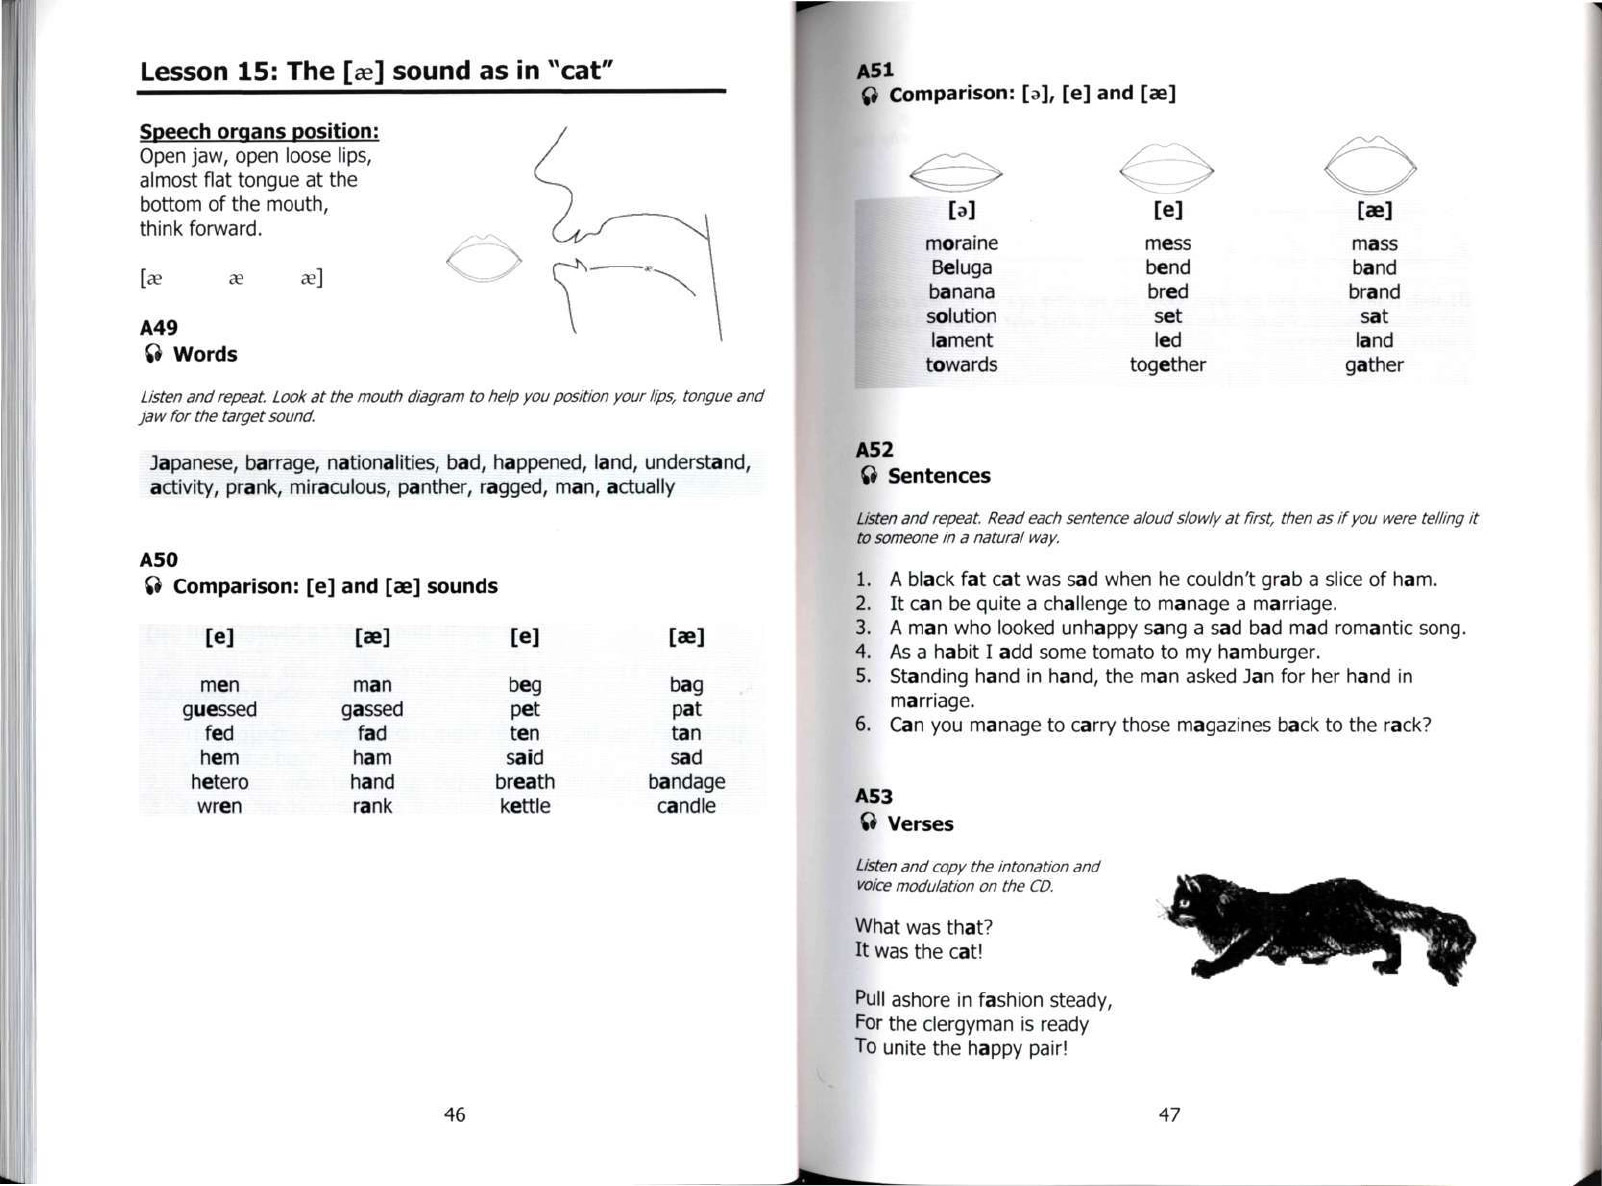 Lesson 15: The [æ] sound as in "cat"
Speech organs position:
Open jaw, open loose lips,
almost flat tongue at the
bottom of the mouth,
think forward.
[æ æ æ]
æ
A49
Words
Listen and repeat. Look at the mouth diagram to help you position your lips, tongue and
jaw for the target sound.
Japanese, barrage, nationalities, bad, happened, land, understand,
activity, prank, miraculous, panther, ragged, man, actually
A50
Comparison: [e] and [æ] sounds
[e] [æ] [e] [æ]
men man beg bag
guessed gassed pet pat
fed fad ten tan
hem ham said sad
hetero hand breath bandage
wren rank kettle candle
46
A51
Comparison: [ə], [e] and [æ]
[ə] [e] [æ]
moraine mess mass
Beluga bend band
banana bred brand
solution set sat
lament led land
towards together gather
A52
Sentences
Listen and repeat. Read each sentence aloud slowly at first, then as if you were telling it
to someone in a natural way.
1. A black fat cat was sad when he couldn't grab a slice of ham.
2. It can be quite a challenge to manage a marriage.
3. A man who looked unhappy sang a sad bad mad romantic song.
4. As a habit I add some tomato to my hamburger.
5. Standing hand in hand, the man asked Jan for her hand in
marriage.
6. Can you manage to carry those magazines back to the rack?
A53
Verses
Listen and copy the intonation and
voice modulation on the CD.
What was that?
It was the cat!
Pull ashore in fashion steady,
For the clergyman is ready
To unite the happy pair!
47